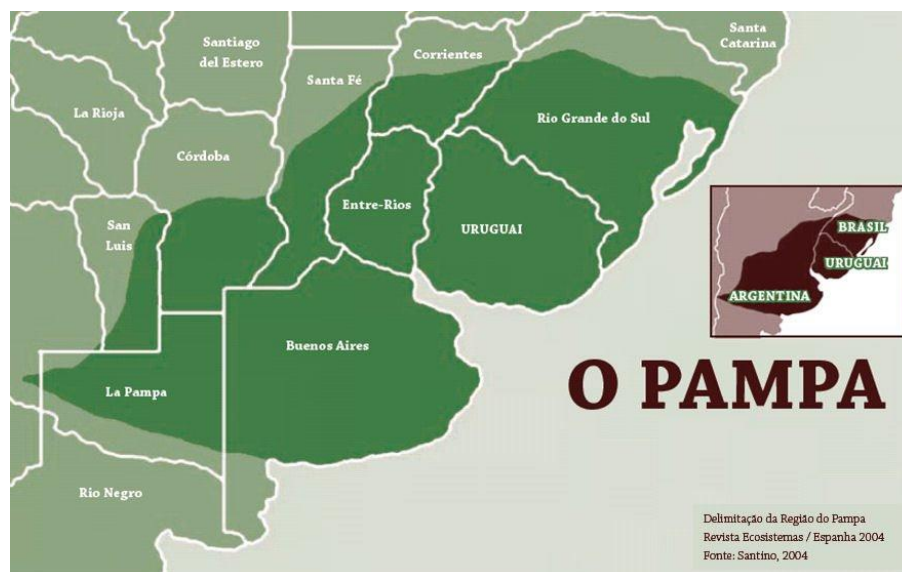 Santa
Catarina
Santiago
del Estero
Corrientes
Santa Fé
La Rioja
Rio Grande do Sul
Córdoba
Entre-Rios
San
Luis
URUGUAI
BRASIL
URUGUAI
ARGENTINA
Buenos Aires
O PAMPA
La Pampa
Rio Negro
Delimitação da Região do Pampa
Revista Ecosistemas / Espanha 2004
Fonte: Santino, 2004